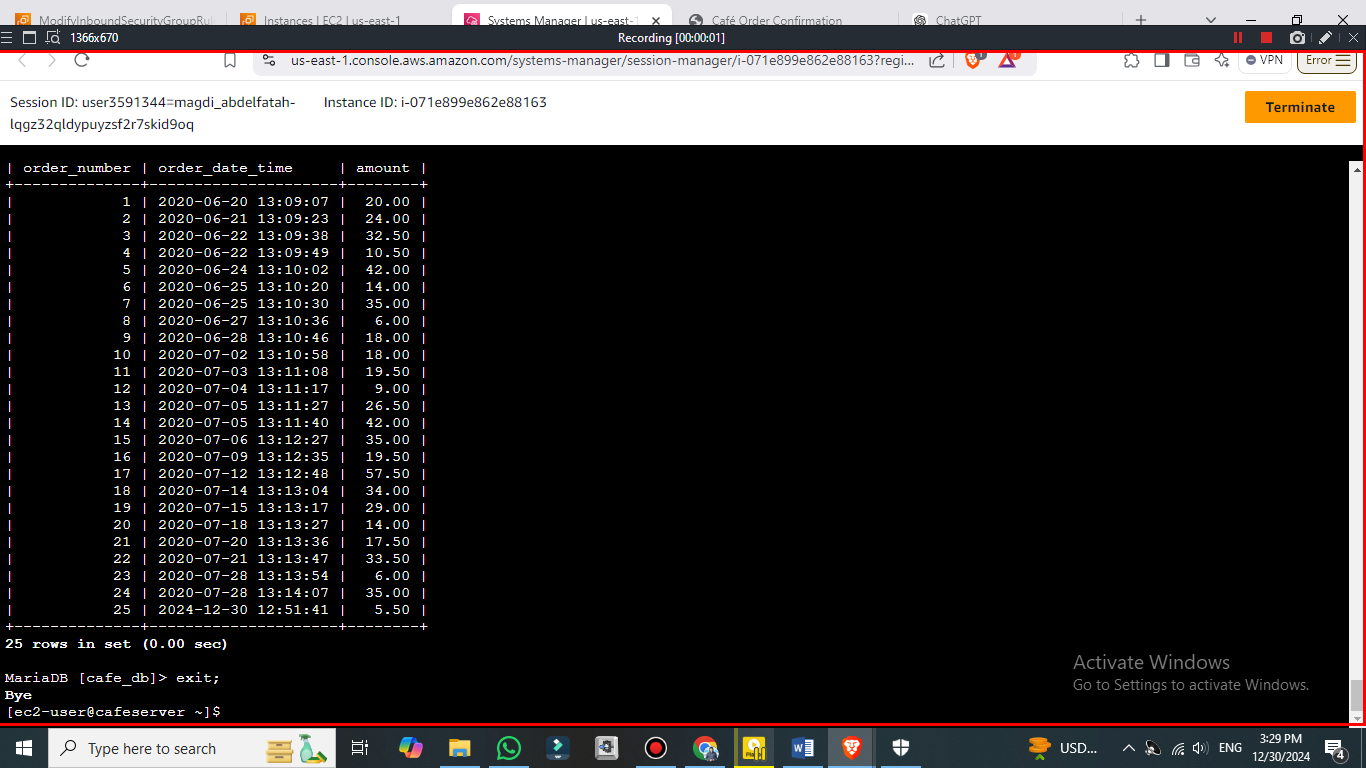 ModifyInboundSecurityGroupRul
Instances | EC2 | us-east-1
Systems Manager | us-east-1
Café Order Confirmation
ChatGPT
1366x670
Recording [00:00:01]
us-east-1.console.aws.amazon.com/systems-manager/session-manager/i-071e899e862e88163?regi...
VPN
Error
Session ID: user3591344=magdi_abdelfatah-
lqgz32qldypuyzsf2r7skid9oq
Instance ID: i-071e899e862e88163
Terminate
| order_number | order_date_time     | amount |
+--------------+---------------------+--------+
|            1 | 2020-06-20 13:09:07 |  20.00 |
|            2 | 2020-06-21 13:09:23 |  24.00 |
|            3 | 2020-06-22 13:09:38 |  32.50 |
|            4 | 2020-06-22 13:09:49 |  10.50 |
|            5 | 2020-06-24 13:10:02 |  42.00 |
|            6 | 2020-06-25 13:10:20 |  14.00 |
|            7 | 2020-06-25 13:10:30 |  35.00 |
|            8 | 2020-06-27 13:10:36 |   6.00 |
|            9 | 2020-06-28 13:10:46 |  18.00 |
|           10 | 2020-07-02 13:10:58 |  18.00 |
|           11 | 2020-07-03 13:11:08 |  19.50 |
|           12 | 2020-07-04 13:11:17 |   9.00 |
|           13 | 2020-07-05 13:11:27 |  26.50 |
|           14 | 2020-07-05 13:11:40 |  42.00 |
|           15 | 2020-07-06 13:12:27 |  35.00 |
|           16 | 2020-07-09 13:12:35 |  19.50 |
|           17 | 2020-07-12 13:12:48 |  57.50 |
|           18 | 2020-07-14 13:13:04 |  34.00 |
|           19 | 2020-07-15 13:13:17 |  29.00 |
|           20 | 2020-07-18 13:13:27 |  14.00 |
|           21 | 2020-07-20 13:13:36 |  17.50 |
|           22 | 2020-07-21 13:13:47 |  33.50 |
|           23 | 2020-07-28 13:13:54 |   6.00 |
|           24 | 2020-07-28 13:14:07 |  35.00 |
|           25 | 2024-12-30 12:51:41 |   5.50 |
+--------------+---------------------+--------+
25 rows in set (0.00 sec)
MariaDB [cafe_db]> exit;
Bye
[ec2-user@cafeserver ~]$
Activate Windows
Go to Settings to activate Windows.
Type here to search
USD...
ENG
3:29 PM
12/30/2024
4